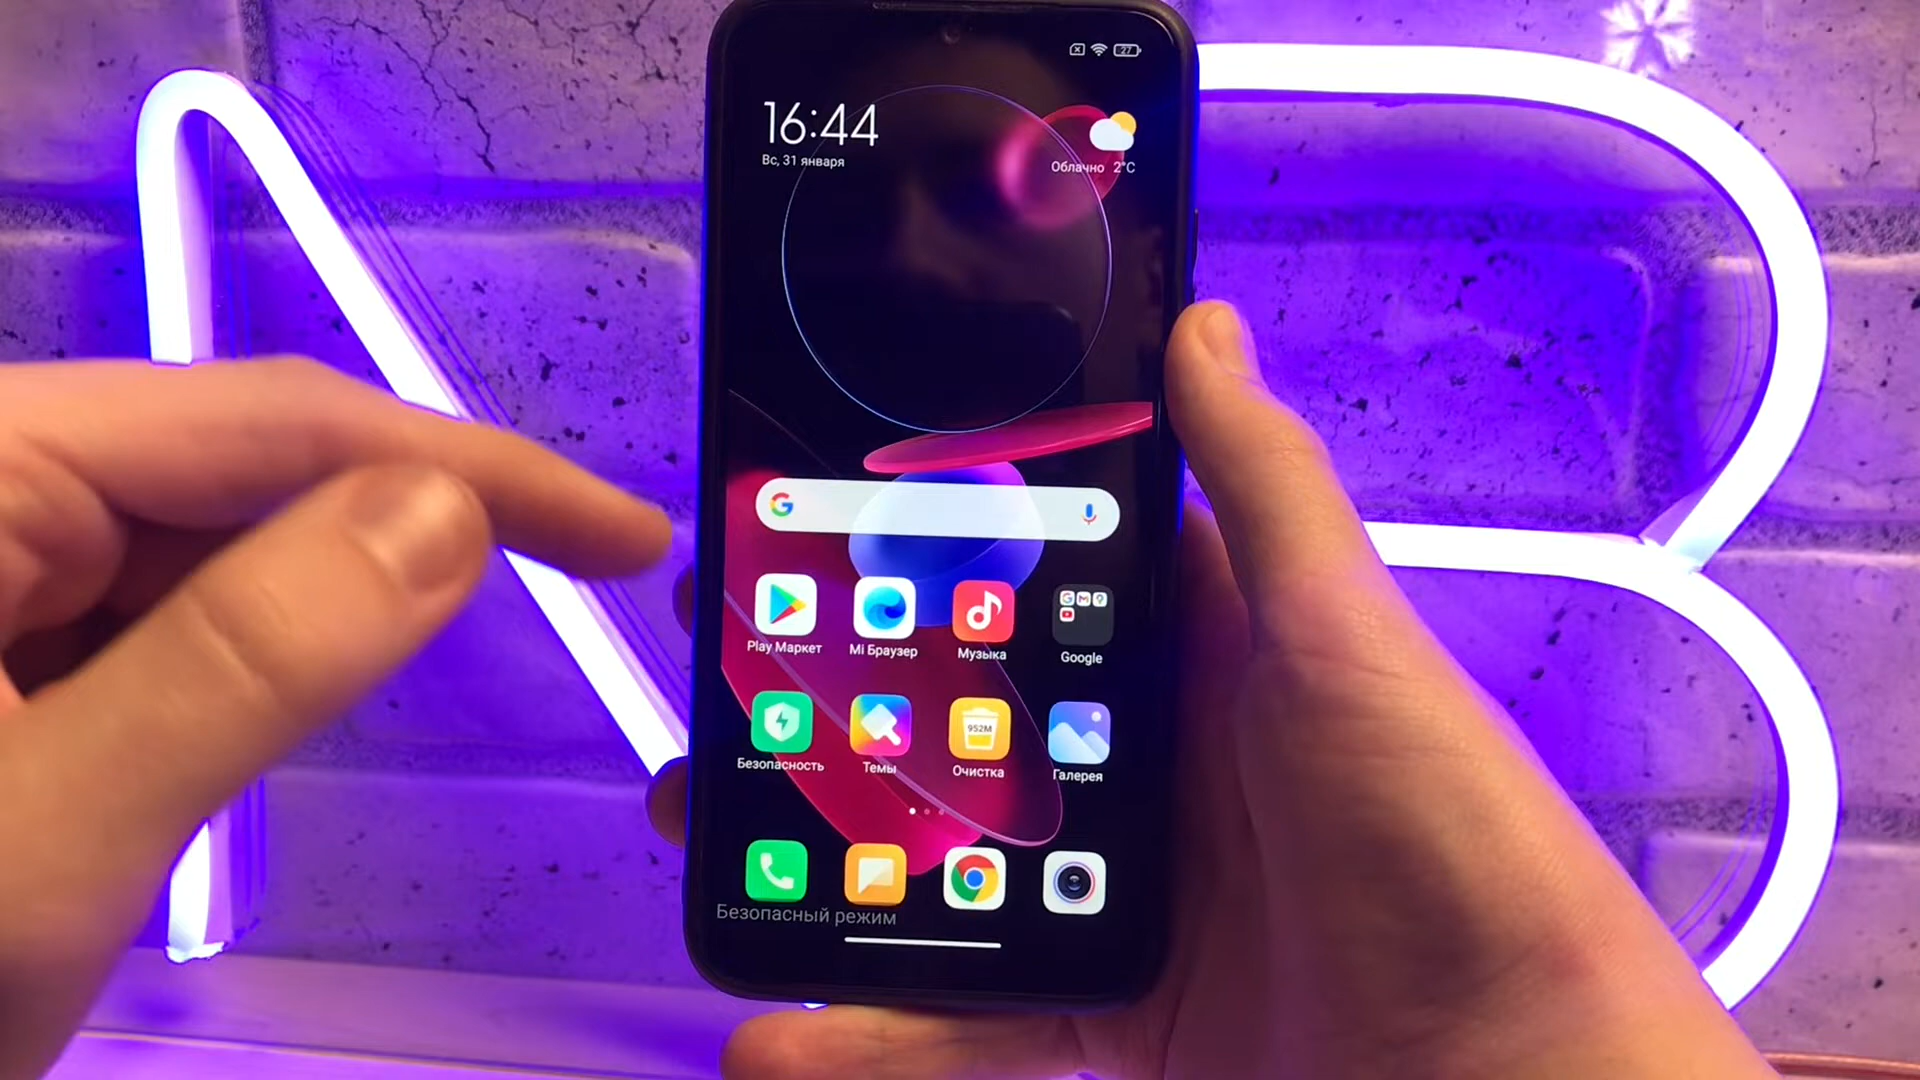 27
16:44
Вс, 31 января
Облачно 2°C
Play Маркет
Mi Браузер
Музыка
Google
952M
Безопасность
Темы
Очистка
Галерея
Безопасный режим